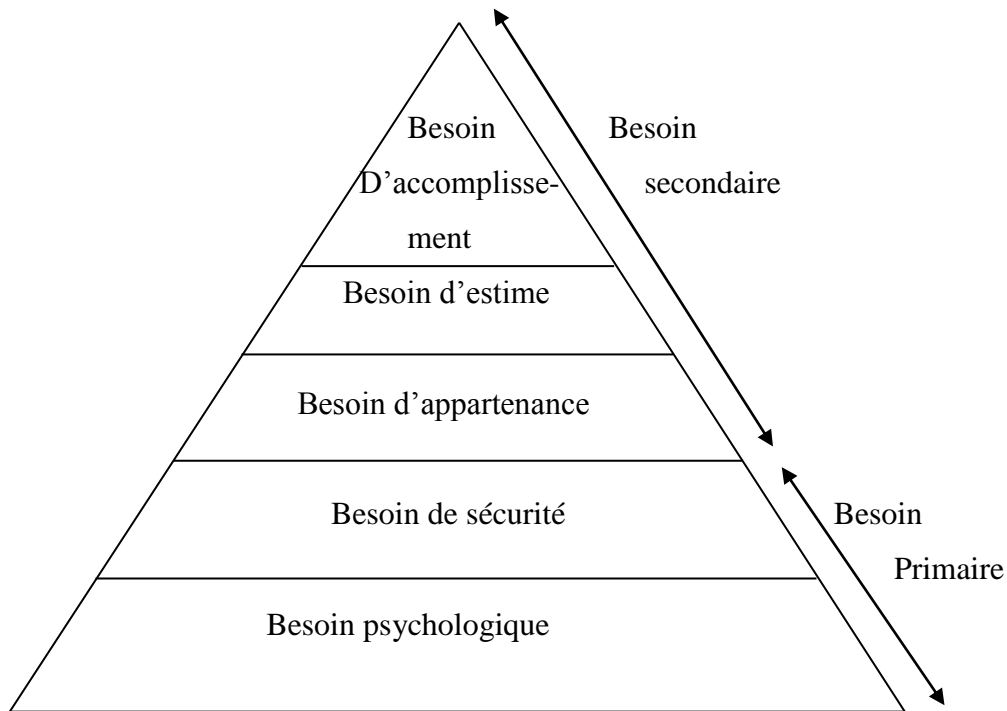 Besoin
D’accomplisse-
ment
Besoin
secondaire
Besoin d’estime
Besoin d’appartenance
Besoin de sécurité
Besoin
Primaire
Besoin psychologique